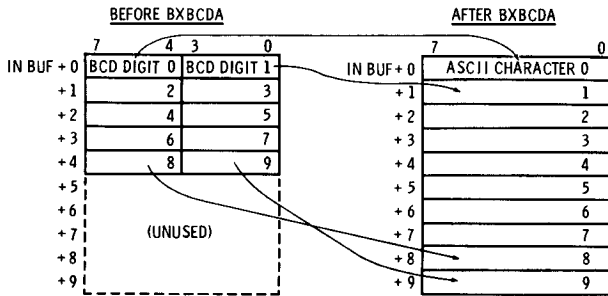 BEFORE BXBCDA
AFTER BXBCDA
7 4 3 0
7 0
IN BUF + 0 BCD DIGIT 0 BCD DIGIT 1
+1 2 3
+2 4 5
+3 6 7
+4 8 9
+5
+6
+7
+8
+9
(UNUSED)
IN BUF + 0 ASCII CHARACTER 0
+1 1
+2 2
+3 3
+4 4
+5 5
+6 6
+7 7
+8 8
+9 9